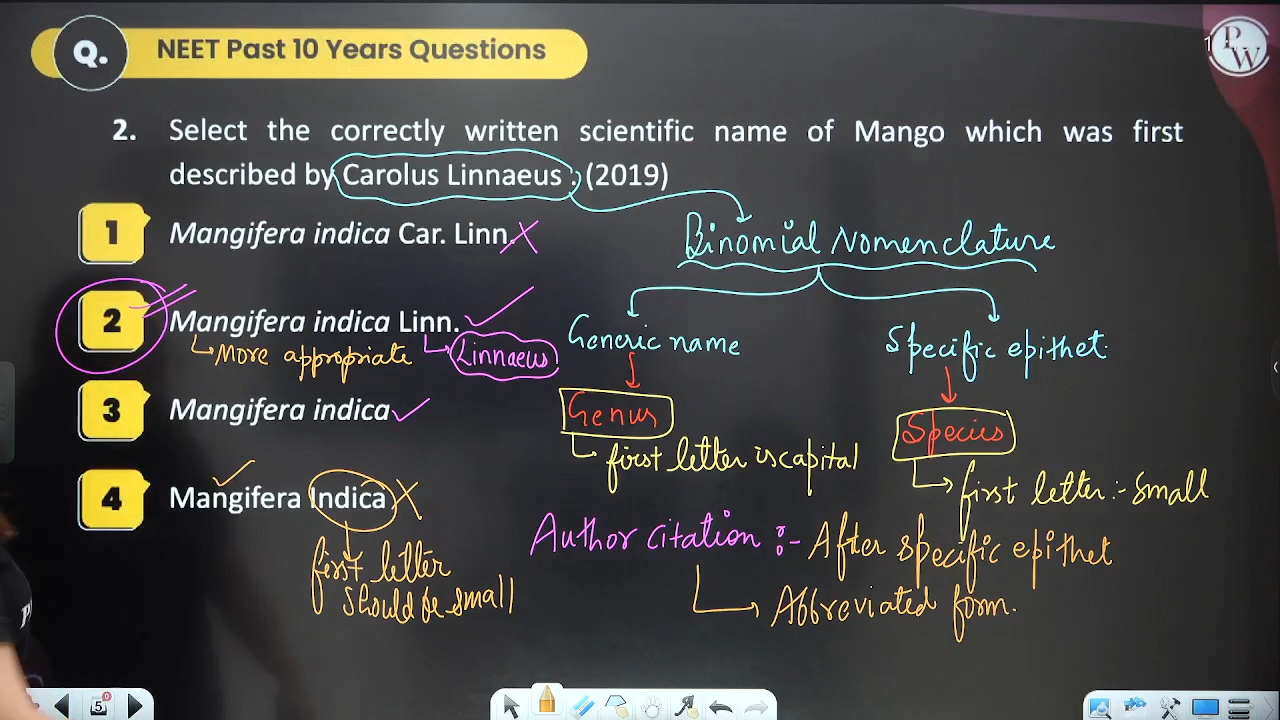 Q. NEET Past 10 Years Questions
PW
2. Select the correctly written scientific name of Mango which was first
described by Carolus Linnaeus : (2019)
1 Mangifera indica Car. Linn.
Binomial Nomenclature
2 Mangifera indica Linn.
More appropriate
Linnaeus
Generic name
Specific epithet
3 Mangifera indica
Genus
Species
first letter is capital
first letter :- small
4 Mangifera Indica
first letter
should be small
Author citation :- After specific epithet
Abbreviated form.
5
0